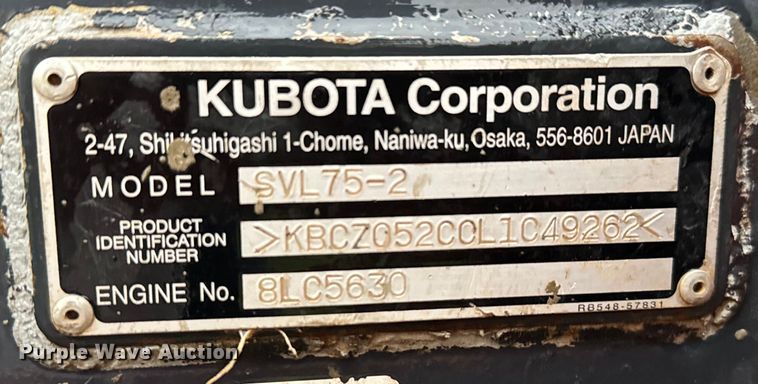 KUBOTA Corporation
2-47, Shikitsuhigashi 1-Chome, Naniwa-ku, Osaka, 556-8601 JAPAN
MODEL SVL75-2
PRODUCT
IDENTIFICATION
NUMBER
>KBCZ052CCL1C49262<
ENGINE No. 8LC5630
RB548-57831
Purple Wave Auction